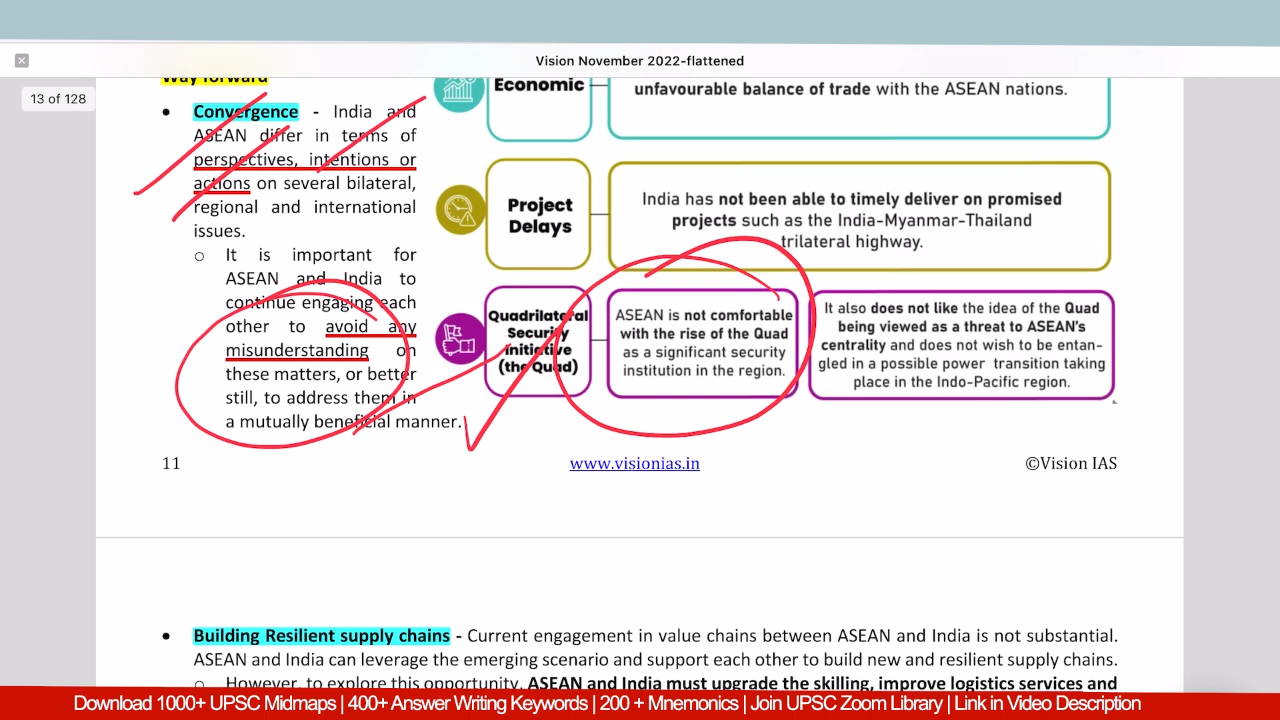 Vision November 2022-flattened
13 of 128
Way forward
• Convergence - India and
ASEAN differ in terms of
perspectives, intentions or
actions on several bilateral,
regional and international
issues.
o It is important for
ASEAN and India to
continue engaging each
other to avoid any
misunderstanding on
these matters, or better
still, to address them in
a mutually beneficial manner.
Economic
unfavourable balance of trade with the ASEAN nations.
Project
Delays
India has not been able to timely deliver on promised
projects such as the India-Myanmar-Thailand
trilateral highway.
Quadrilateral
Security
Initiative
(the Quad)
ASEAN is not comfortable
with the rise of the Quad
as a significant security
institution in the region.
It also does not like the idea of the Quad
being viewed as a threat to ASEAN's
centrality and does not wish to be entan-
gled in a possible power transition taking
place in the Indo-Pacific region.
11
www.visionias.in
©Vision IAS
• Building Resilient supply chains - Current engagement in value chains between ASEAN and India is not substantial.
ASEAN and India can leverage the emerging scenario and support each other to build new and resilient supply chains.
o However, to explore this opportunity, ASEAN and India must upgrade the skilling, improve logistics services and
Download 1000+ UPSC Midmaps | 400+ Answer Writing Keywords | 200 + Mnemonics | Join UPSC Zoom Library | Link in Video Description